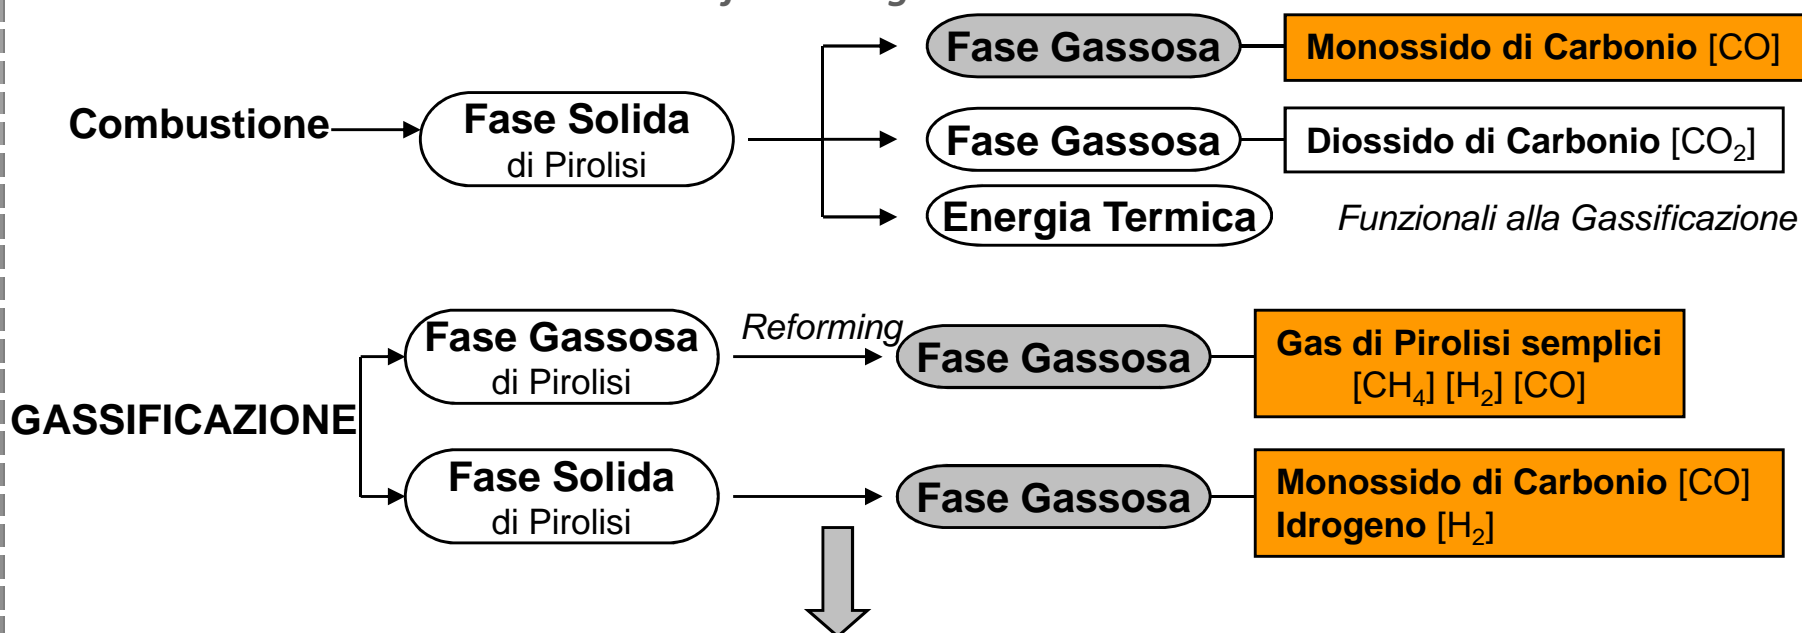 Fase Gassosa
Monossido di Carbonio [CO]
Combustione
Fase Solida
di Pirolisi
Fase Gassosa
Diossido di Carbonio [CO₂]
Energia Termica
Funzionali alla Gassificazione
GASSIFICAZIONE
Fase Gassosa
di Pirolisi
Reforming
Fase Gassosa
Gas di Pirolisi semplici
[CH₄] [H₂] [CO]
Fase Solida
di Pirolisi
Fase Gassosa
Monossido di Carbonio [CO]
Idrogeno [H₂]